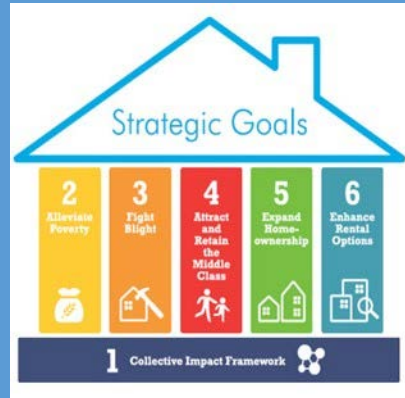 Strategic Goals
2
Alleviate
Poverty
3
Fight
Blight
4
Attract
and
Retain
the
Middle
Class
5
Expand
Home-
ownership
6
Enhance
Rental
Options
1 Collective Impact Framework